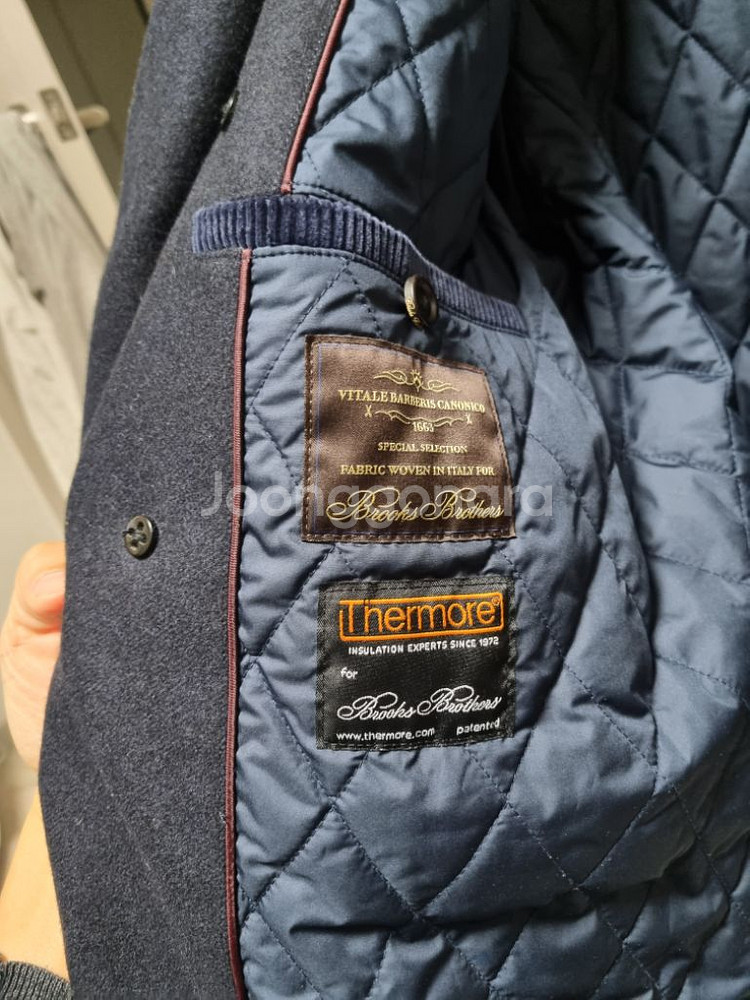 VITALE BARBERIS CANONICO
1663
SPECIAL SELECTION
FABRIC WOVEN IN ITALY FOR
Brooks Brothers
Joonggonara
Thermore®
INSULATION EXPERTS SINCE 1972
for
Brooks Brothers
www.thermore.com patented